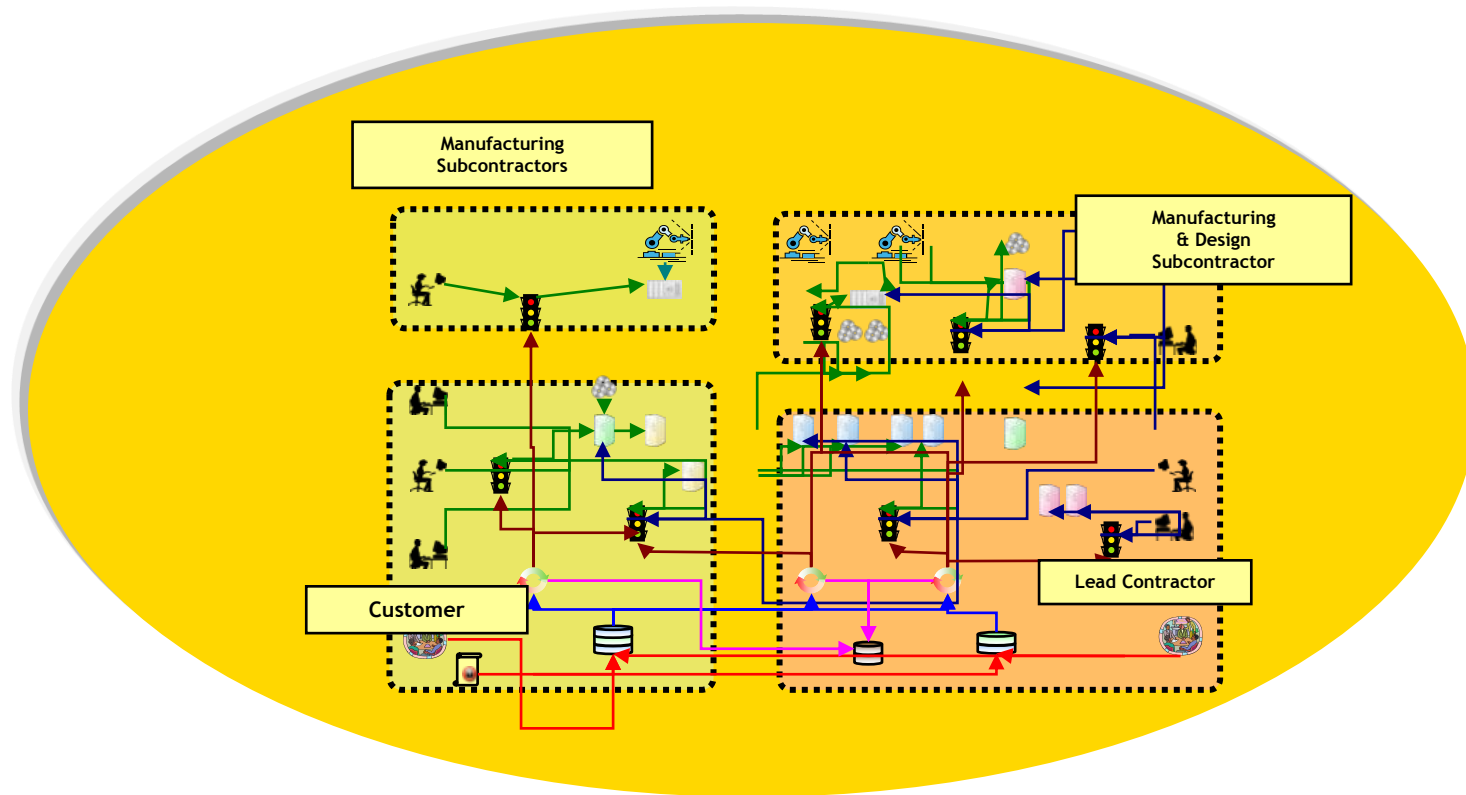 Manufacturing
Subcontractors
Manufacturing
& Design
Subcontractor
Lead Contractor
Customer